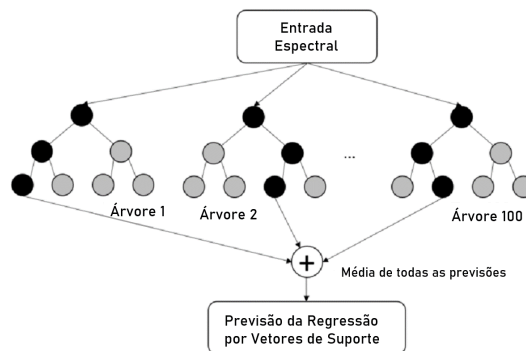 Entrada
Espectral
...
Árvore 1
Árvore 2
Árvore 100
+
Média de todas as previsões
Previsão da Regressão
por Vetores de Suporte